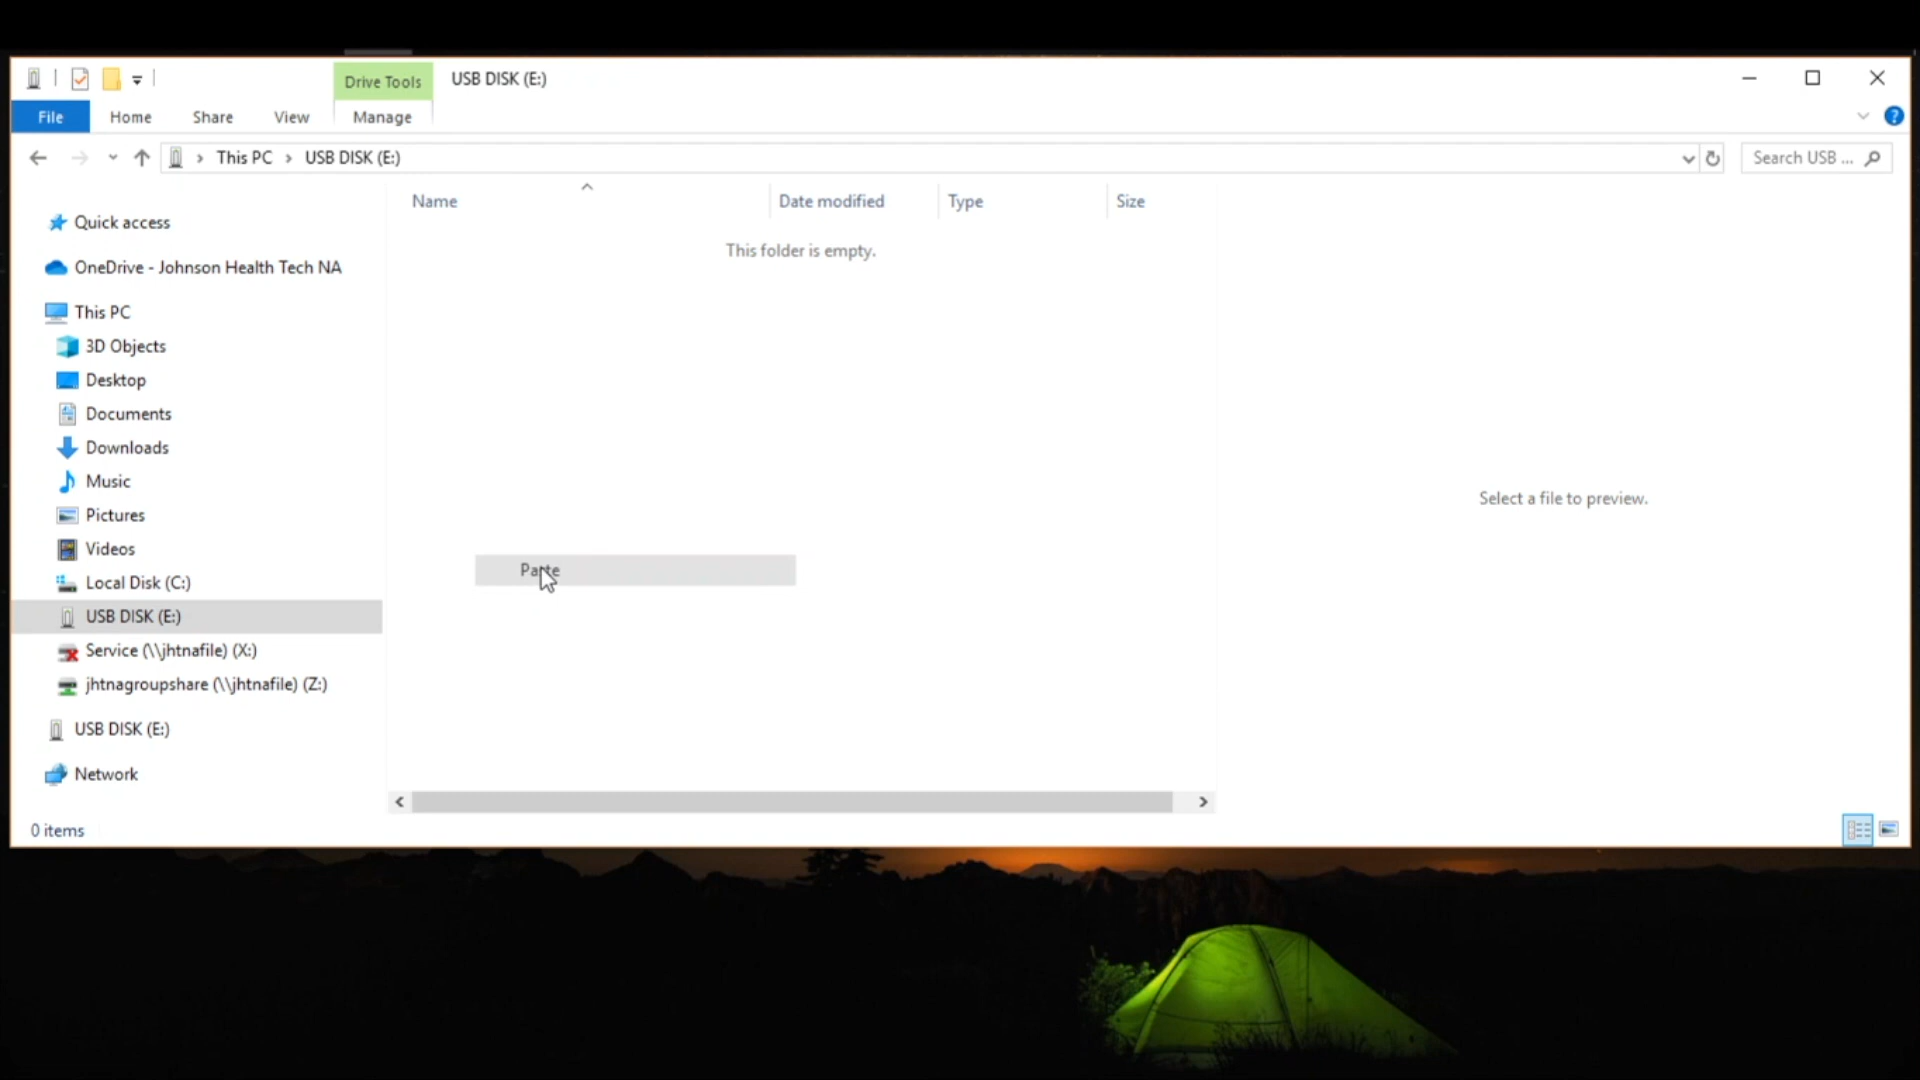 Drive Tools
USB DISK (E:)
File
Home
Share
View
Manage
This PC
USB DISK (E:)
Search USB ...
Name
Date modified
Type
Size
This folder is empty.
Quick access
OneDrive - Johnson Health Tech NA
This PC
3D Objects
Desktop
Documents
Downloads
Music
Pictures
Videos
Local Disk (C:)
USB DISK (E:)
Service (\\jhtnafile) (X:)
jhtnagroupshare (\\jhtnafile) (Z:)
USB DISK (E:)
Network
Paste
Select a file to preview.
0 items